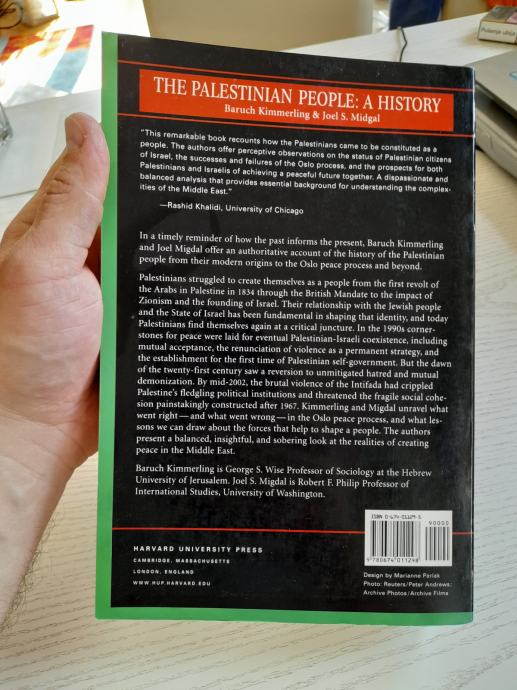 THE PALESTINIAN PEOPLE: A HISTORY
Baruch Kimmerling & Joel S. Midgal
"This remarkable book recounts how the Palestinians came to be constituted as a
people. The authors offer perceptive observations on the status of Palestinian citizens
of Israel, the successes and failures of the Oslo process, and the prospects for both
Palestinians and Israelis of achieving a peaceful future together. A dispassionate and
balanced analysis that provides essential background for understanding the complex-
ities of the Middle East."
—Rashid Khalidi, University of Chicago
In a timely reminder of how the past informs the present, Baruch Kimmerling
and Joel Migdal offer an authoritative account of the history of the Palestinian
people from their modern origins to the Oslo peace process and beyond.
Palestinians struggled to create themselves as a people from the first revolt of
the Arabs in Palestine in 1834 through the British Mandate to the impact of
Zionism and the founding of Israel. Their relationship with the Jewish people
and the State of Israel has been fundamental in shaping that identity, and today
Palestinians find themselves again at a critical juncture. In the 1990s corner-
stones for peace were laid for eventual Palestinian-Israeli coexistence, including
mutual acceptance, the renunciation of violence as a permanent strategy, and
the establishment for the first time of Palestinian self-government. But the dawn
of the twenty-first century saw a reversion to unmitigated hatred and mutual
demonization. By mid-2002, the brutal violence of the Intifada had crippled
Palestine's fledgling political institutions and threatened the fragile social cohe-
sion painstakingly constructed after 1967. Kimmerling and Migdal unravel what
went right—and what went wrong—in the Oslo peace process, and what les-
sons we can draw about the forces that help to shape a people. The authors
present a balanced, insightful, and sobering look at the realities of creating
peace in the Middle East.
Baruch Kimmerling is George S. Wise Professor of Sociology at the Hebrew
University of Jerusalem. Joel S. Migdal is Robert F. Philip Professor of
International Studies, University of Washington.
HARVARD UNIVERSITY PRESS
CAMBRIDGE, MASSACHUSETTS
LONDON, ENGLAND
WWW.HUP.HARVARD.EDU
ISBN 0-674-01129-5
90000
9 780674 011298
Design by Marianne Perlak
Photo: Reuters/Peter Andrews:
Archive Photos/Archive Films